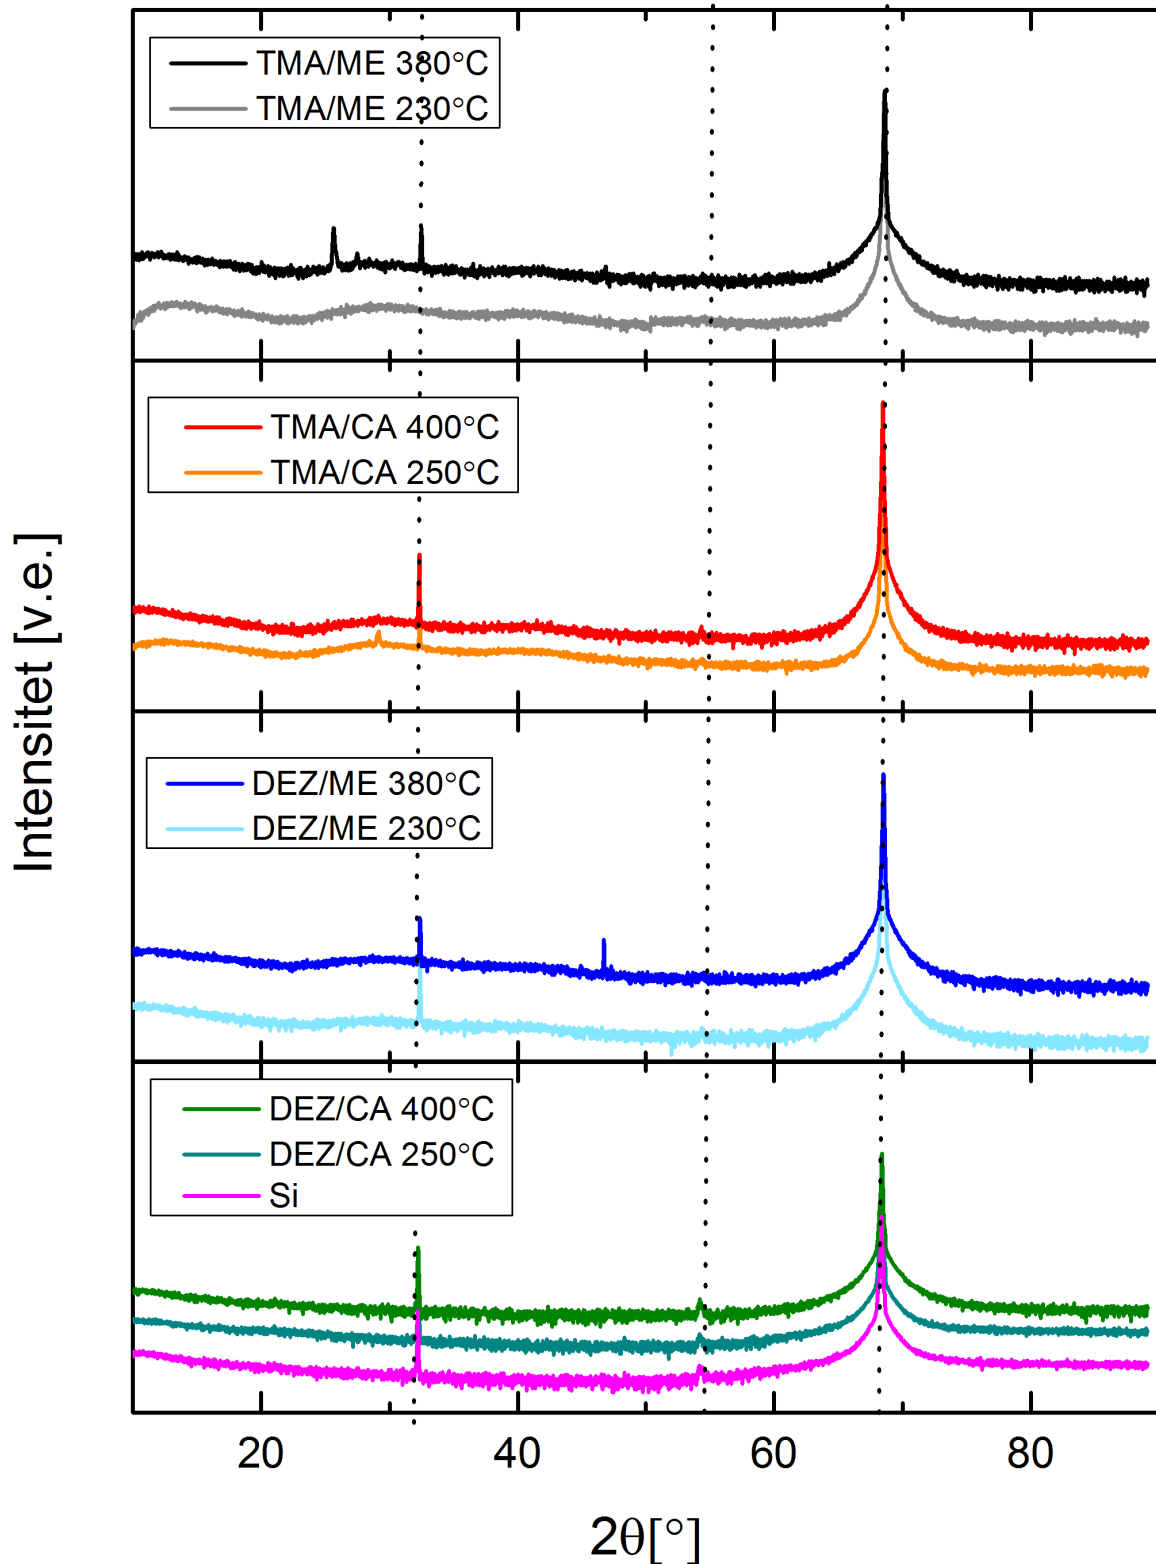 TMA/ME 380°C
TMA/ME 230°C
TMA/CA 400°C
TMA/CA 250°C
DEZ/ME 380°C
DEZ/ME 230°C
DEZ/CA 400°C
DEZ/CA 250°C
Si
Intensitet [v.e.]
20 40 60 80
2θ[°]